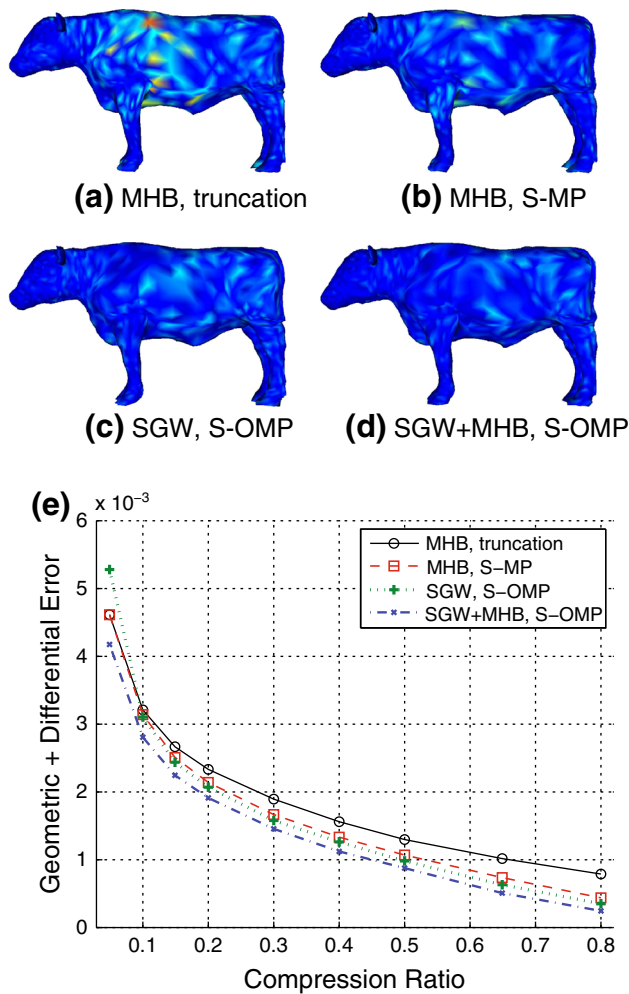 (a) MHB, truncation
(b) MHB, S-MP
(c) SGW, S-OMP
(d) SGW+MHB, S-OMP
(e)
x 10⁻³
6
5
4
3
2
1
0
Geometric + Differential Error
MHB, truncation
MHB, S−MP
SGW, S−OMP
SGW+MHB, S−OMP
0.1 0.2 0.3 0.4 0.5 0.6 0.7 0.8
Compression Ratio